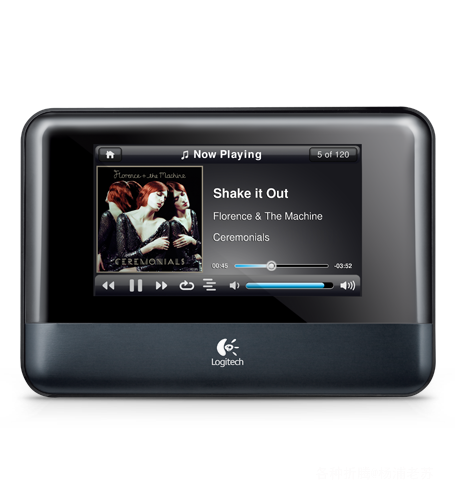 ♫ Now Playing
5 of 120
Florence + the Machine
CEREMONIALS
Shake it Out
Florence & The Machine
Ceremonials
00:45
-03:52
Logitech